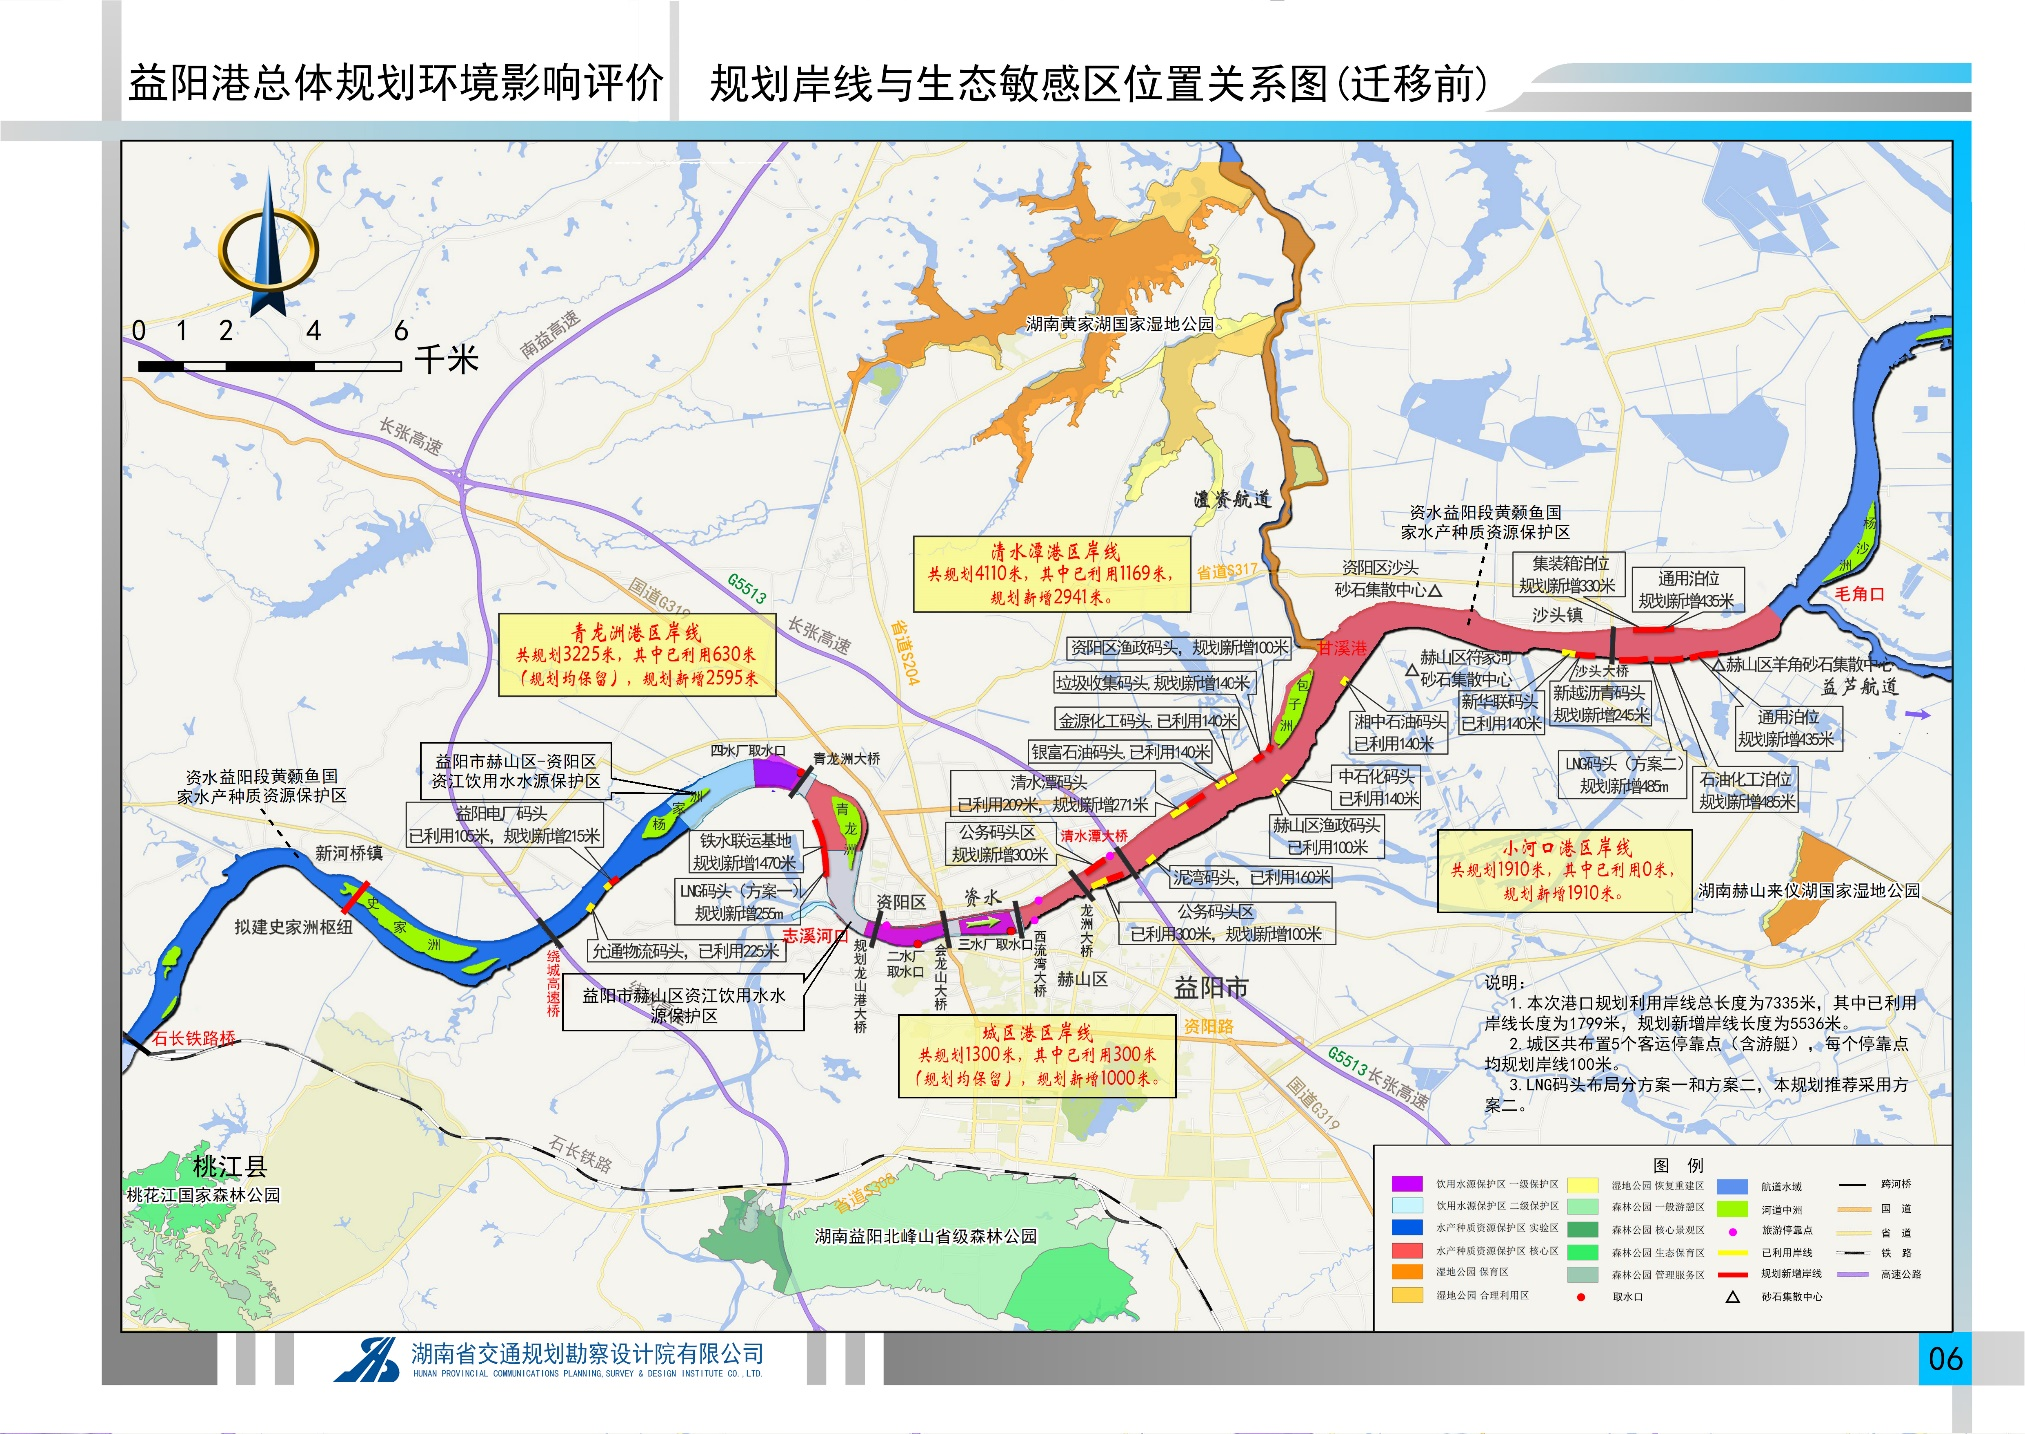 益阳港总体规划环境影响评价
规划岸线与生态敏感区位置关系图(迁移前)
0 1 2 4 6
千米
南益高速
长张高速
国道G319
G5513
长张高速
省道S204
省道S317
湖南黄家湖国家湿地公园
澧资航道
清水潭港区岸线
共规划4110米，其中已利用1169米，
规划新增2941米。
青龙洲港区岸线
共规划3225米，其中已利用630米
（规划均保留），规划新增2595米
资水益阳段黄颡鱼国
家水产种质资源保护区
资阳区沙头
砂石集散中心△
集装箱泊位
规划新增330米
通用泊位
规划新增435米
沙头镇
毛角口
杨
沙
洲
甘溪港
资阳区渔政码头，规划新增100米
垃圾收集码头,规划新增140米
金源化工码头,已利用140米
银富石油码头,已利用140米
清水潭码头
已利用209米，规划新增271米
公务码头区
规划新增300米
清水潭大桥
包
子
洲
赫山区符家河
砂石集散中心
沙头大桥
赫山区羊角砂石集散中心
益芦航道
新华联码头
已利用140米
新越沥青码头
规划新增245米
通用泊位
规划新增435米
湘中石油码头
已利用140米
LNG码头（方案二）
规划新增485m
石油化工泊位
规划新增485米
中石化码头
已利用140米
赫山区渔政码头
已利用100米
泥湾码头，已利用160米
公务码头区
已利用300米，规划新增100米
小河口港区岸线
共规划1910米，其中已利用0米，
规划新增1910米。
湖南赫山来仪湖国家湿地公园
益阳市赫山区-资阳区
资江饮用水水源保护区
四水厂取水口
青龙洲大桥
资水益阳段黄颡鱼国
家水产种质资源保护区
益阳电厂码头
已利用105米，规划新增215米
杨
家
洲
青
龙
洲
铁水联运基地
规划新增1470米
LNG码头（方案一）
规划新增255m
新河桥镇
史
家
洲
拟建史家洲枢纽
绕城高速桥
允通物流码头，已利用225米
志溪河口
资阳区
资水
规划龙山港大桥
二水厂
取水口
会龙山大桥
三水厂取水口
西流湾大桥
龙洲大桥
赫山区
益阳市
益阳市赫山区资江饮用水水
源保护区
石长铁路桥
城区港区岸线
共规划1300米，其中已利用300米
（规划均保留），规划新增1000米。
资阳路
G5513长张高速
国道G319
说明：
1.本次港口规划利用岸线总长度为7335米，其中已利用
岸线长度为1799米，规划新增岸线长度为5536米。
2.城区共布置5个客运停靠点（含游艇），每个停靠点
均规划岸线100米。
3.LNG码头布局分方案一和方案二，本规划推荐采用方
案二。
石长铁路
省道S308
桃江县
桃花江国家森林公园
湖南益阳北峰山省级森林公园
图 例
饮用水源保护区 一级保护区
饮用水源保护区 二级保护区
水产种质资源保护区 实验区
水产种质资源保护区 核心区
湿地公园 保育区
湿地公园 合理利用区
湿地公园 恢复重建区
森林公园 一般游憩区
森林公园 核心景观区
森林公园 生态保育区
森林公园 管理服务区
取水口
航道水域
河道中洲
旅游停靠点
已利用岸线
规划新增岸线
砂石集散中心
跨河桥
国 道
省 道
铁 路
高速公路
湖南省交通规划勘察设计院有限公司
HUNAN PROVINCIAL COMMUNICATIONS PLANNING,SURVEY & DESIGN INSTITUTE CO.,LTD.
06